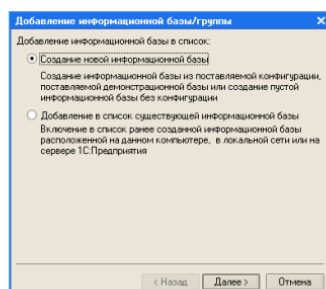 Добавление информационной базы/группы
Добавление информационной базы в список:
Создание новой информационной базы
Создание информационной базы из поставляемой конфигурации,
поставляемой демонстрационной базы или создание пустой
информационной базы без конфигурации
Добавление в список существующей информационной базы
Включение в список ранее созданной информационной базы
расположенной на данном компьютере, в локальной сети или на
сервере 1С:Предприятия
< Назад Далее > Отмена